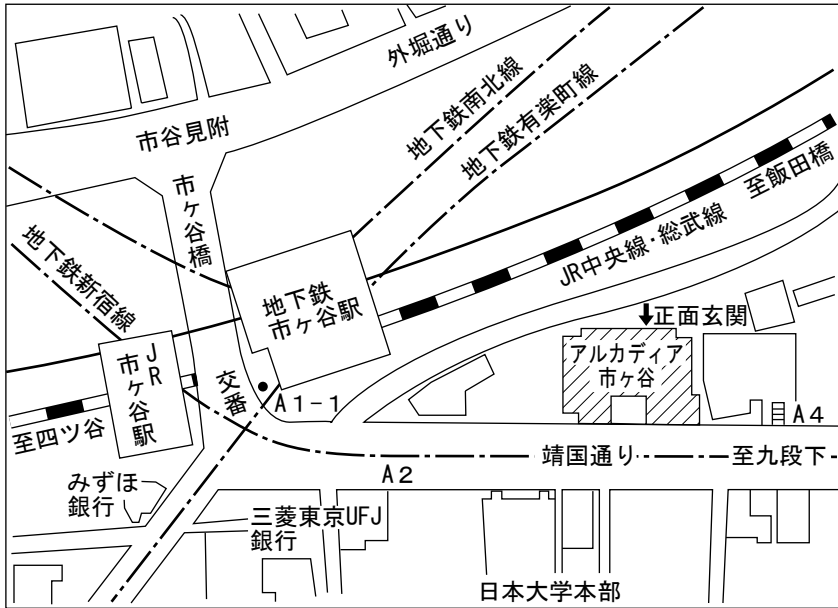 外堀通り
市谷見附
地下鉄南北線
地下鉄有楽町線
市ヶ谷橋
至飯田橋
JR中央線・総武線
地下鉄新宿線
地下鉄
市ヶ谷駅
正面玄関
アルカディア
市ヶ谷
JR
市ヶ谷駅
交番
A1-1
A4
至四ツ谷
靖国通り
至九段下
A2
みずほ
銀行
三菱東京UFJ
銀行
日本大学本部